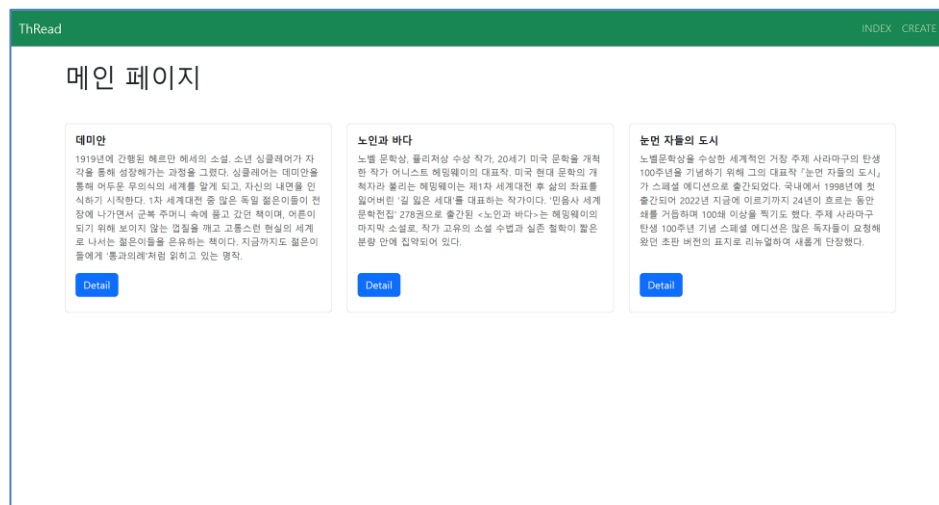 ThRead
INDEX CREATE
메인 페이지
데미안
1919년에 간행된 헤르만 헤세의 소설. 소년 싱클레어가 자
각을 통해 성장해가는 과정을 그렸다. 싱클레어는 데미안을
통해 어두운 무의식의 세계를 알게 되고, 자신의 내면을 인
식하기 시작한다. 1차 세계대전 중 많은 독일 젊은이들이 전
장에 나가면서 군복 주머니 속에 품고 갔던 책이며, 어른이
되기 위해 보이지 않는 껍질을 깨고 고통스런 현실의 세계
로 나서는 젊은이들을 은유하는 책이다. 지금까지도 젊은이
들에게 '통과의례'처럼 읽히고 있는 명작.
Detail
노인과 바다
노벨 문학상, 퓰리처상 수상 작가, 20세기 미국 문학을 개척
한 작가 어니스트 헤밍웨이의 대표작. 미국 현대 문학의 개
척자라 불리는 헤밍웨이는 제1차 세계대전 후 삶의 좌표를
잃어버린 '길 잃은 세대'를 대표하는 작가이다. '민음사 세계
문학전집' 278권으로 출간된 <노인과 바다>는 헤밍웨이의
마지막 소설로, 작가 고유의 소설 수법과 실존 철학이 짧은
분량 안에 집약되어 있다.
Detail
눈먼 자들의 도시
노벨문학상을 수상한 세계적인 거장 주제 사라마구의 탄생
100주년을 기념하기 위해 그의 대표작 『눈먼 자들의 도시』
가 스페셜 에디션으로 출간되었다. 국내에서 1998년에 첫
출간되어 2022년 지금에 이르기까지 24년이 흐르는 동안
쇄를 거듭하며 100쇄 이상을 찍기도 했다. 주제 사라마구
탄생 100주년 기념 스페셜 에디션은 많은 독자들이 요청해
왔던 초판 버전의 표지로 리뉴얼하여 새롭게 단장했다.
Detail